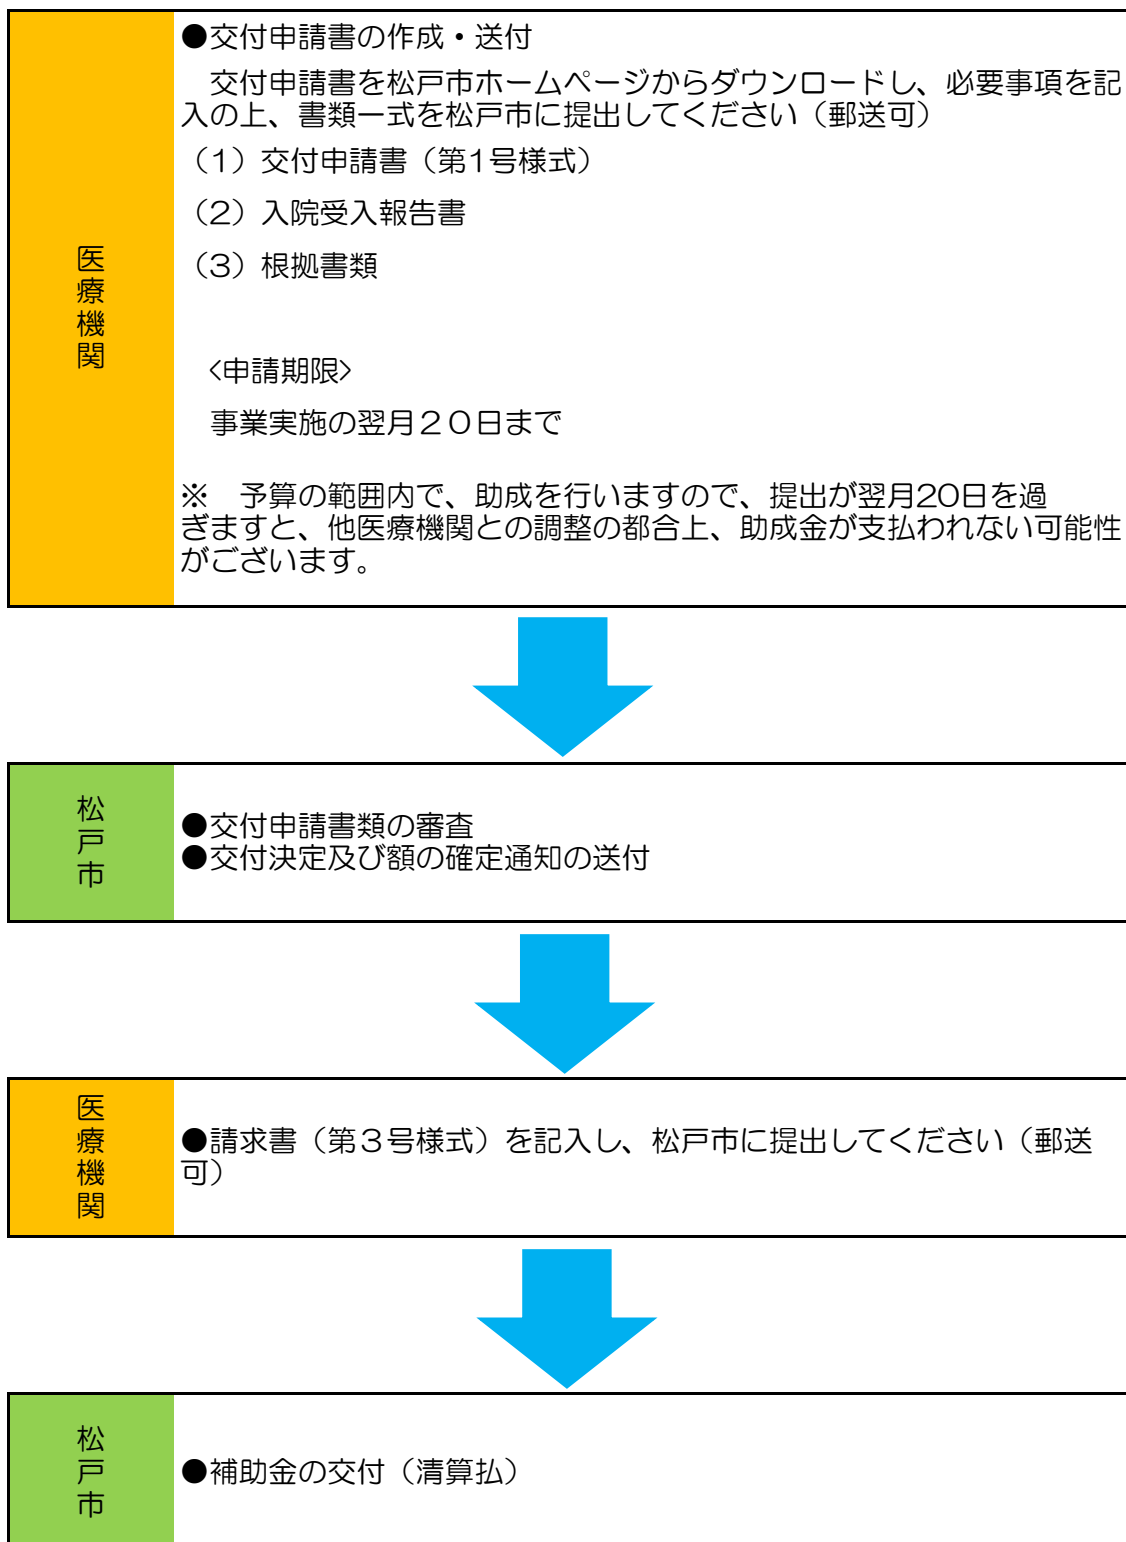 医療機関
●交付申請書の作成・送付
　交付申請書を松戸市ホームページからダウンロードし、必要事項を記
入の上、書類一式を松戸市に提出してください（郵送可）
（1）交付申請書（第1号様式）
（2）入院受入報告書
（3）根拠書類
<申請期限>
事業実施の翌月２０日まで
※　予算の範囲内で、助成を行いますので、提出が翌月20日を過
ぎますと、他医療機関との調整の都合上、助成金が支払われない可能性
がございます。
松戸市
●交付申請書類の審査
●交付決定及び額の確定通知の送付
医療機関
●請求書（第３号様式）を記入し、松戸市に提出してください（郵送
可）
松戸市
●補助金の交付（清算払）